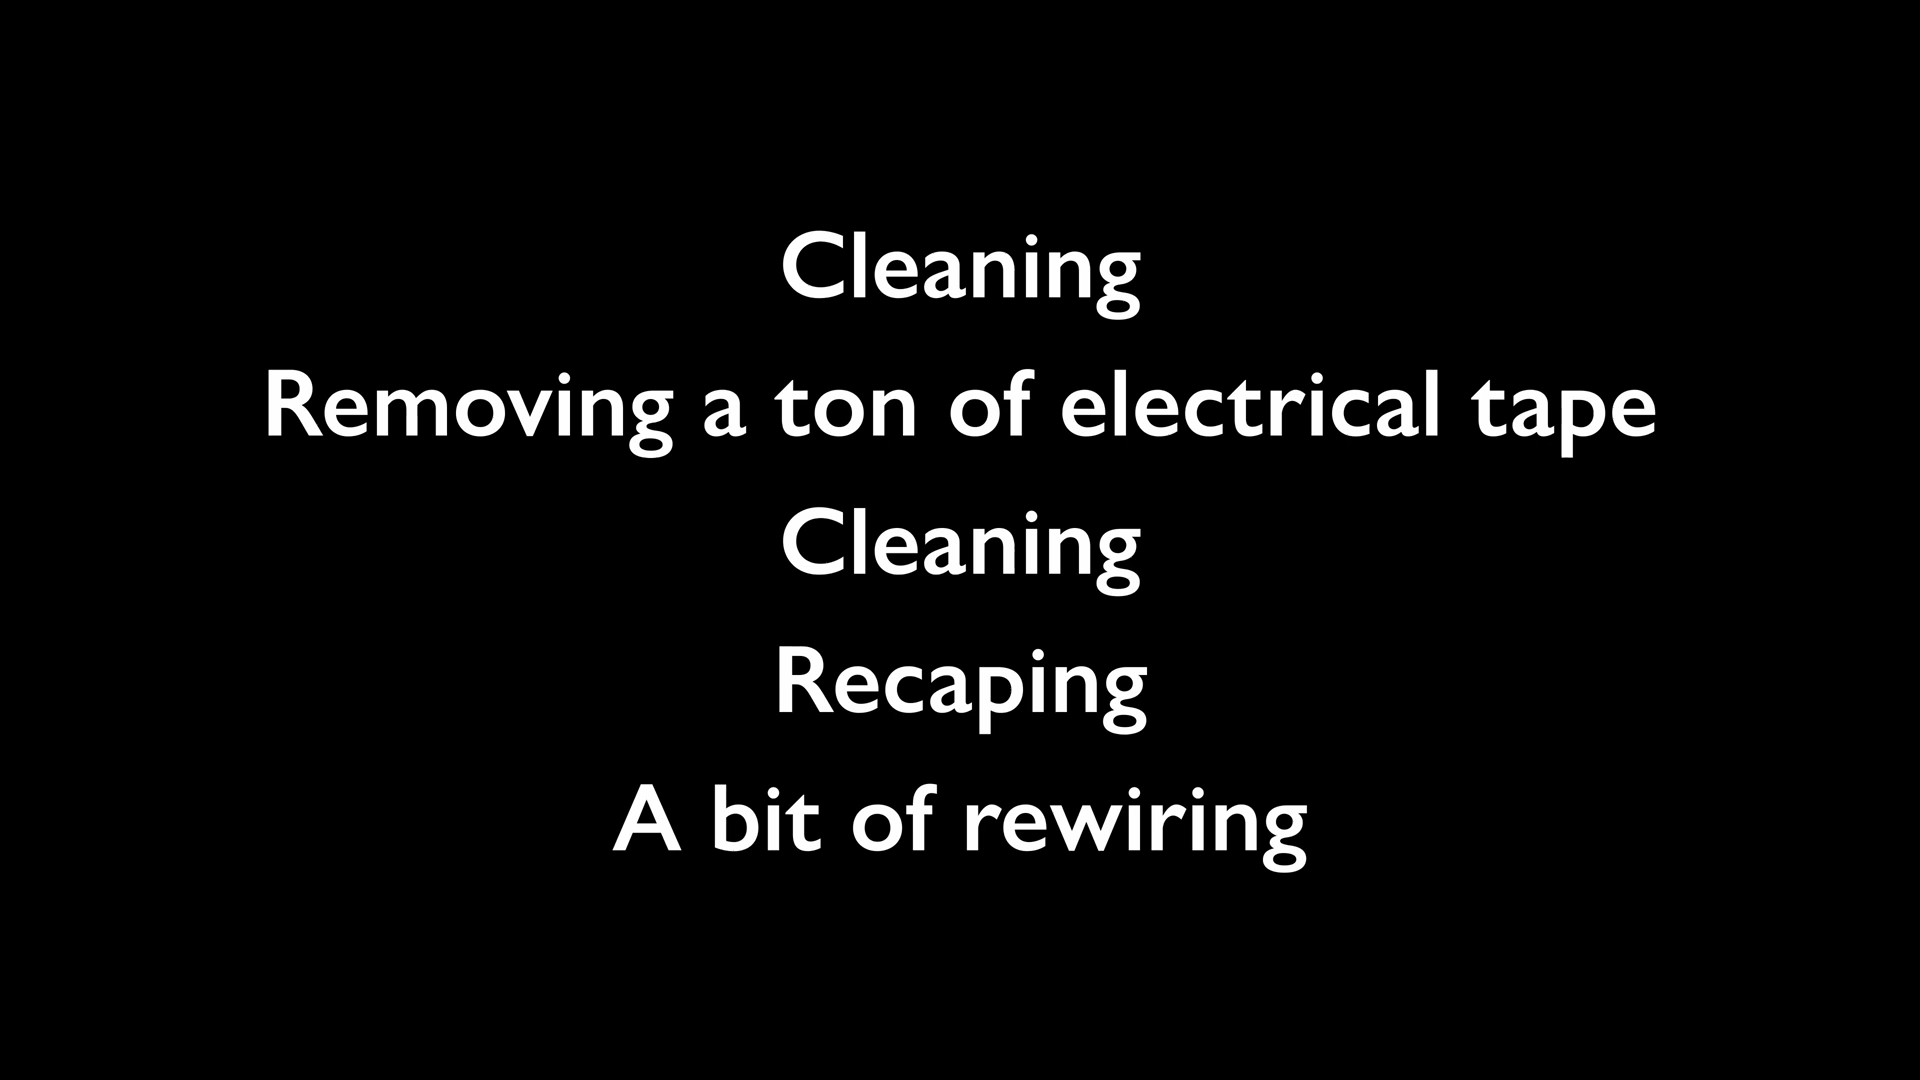 Cleaning
Removing a ton of electrical tape
Cleaning
Recaping
A bit of rewiring